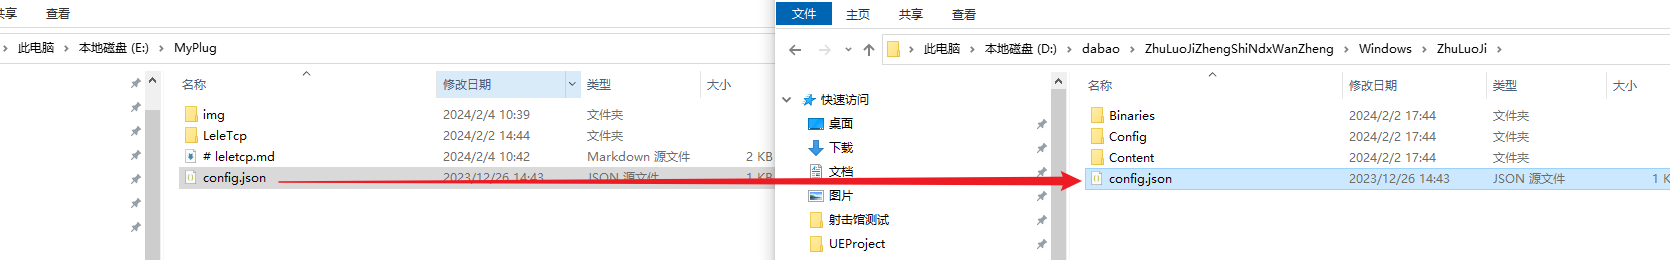 共享 查看
此电脑 › 本地磁盘 (E:) › MyPlug
名称 修改日期 类型 大小
img 2024/2/4 10:39 文件夹
LeleTcp 2024/2/2 14:44 文件夹
# leletcp.md 2024/2/4 10:42 Markdown 源文件 2 KB
config.json 2023/12/26 14:43 JSON 源文件 1 KB
文件 主页 共享 查看
此电脑 › 本地磁盘 (D:) › dabao › ZhuLuoJiZhengShiNdxWanZheng › Windows › ZhuLuoJi ›
快速访问
桌面
下载
文档
图片
射击馆测试
UEProject
名称 修改日期 类型 大小
Binaries 2024/2/2 17:44 文件夹
Config 2024/2/2 17:44 文件夹
Content 2024/2/2 17:44 文件夹
config.json 2023/12/26 14:43 JSON 源文件 1 K